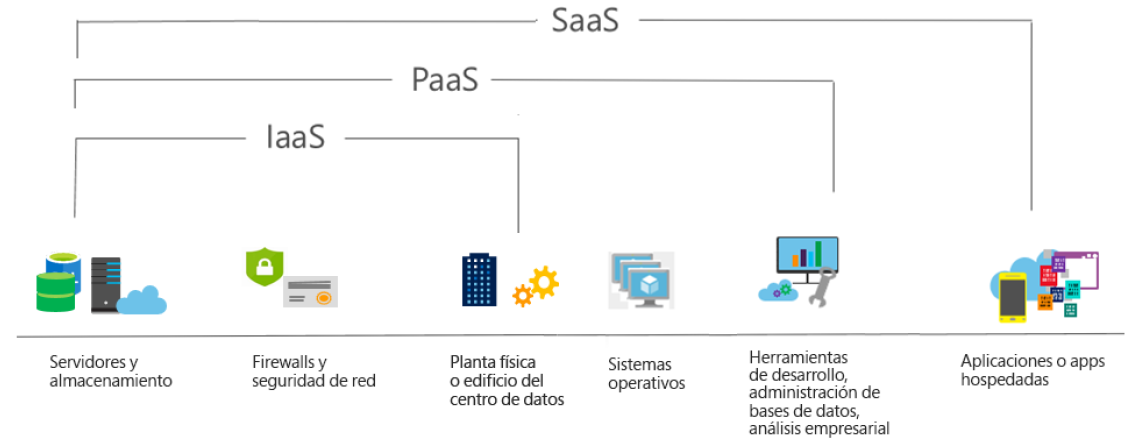 SaaS
PaaS
IaaS
Servidores y
almacenamiento
Firewalls y
seguridad de red
Planta física
o edificio del
centro de datos
Sistemas
operativos
Herramientas
de desarrollo,
administración de
bases de datos,
análisis empresarial
Aplicaciones o apps
hospedadas